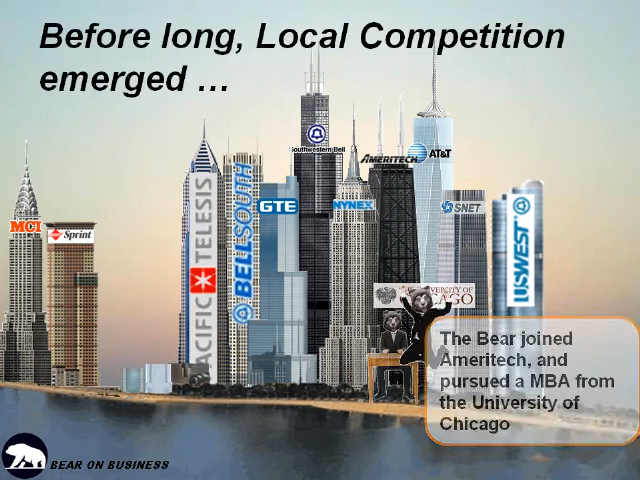 Before long, Local Competition
emerged …
Southwestern Bell
AMERITECH
AT&T
MCI
Sprint
PACIFIC TELESIS
BELLSOUTH
GTE
NYNEX
SNET
USWEST
The Bear joined
Ameritech, and
pursued a MBA from
the University of
Chicago
BEAR ON BUSINESS